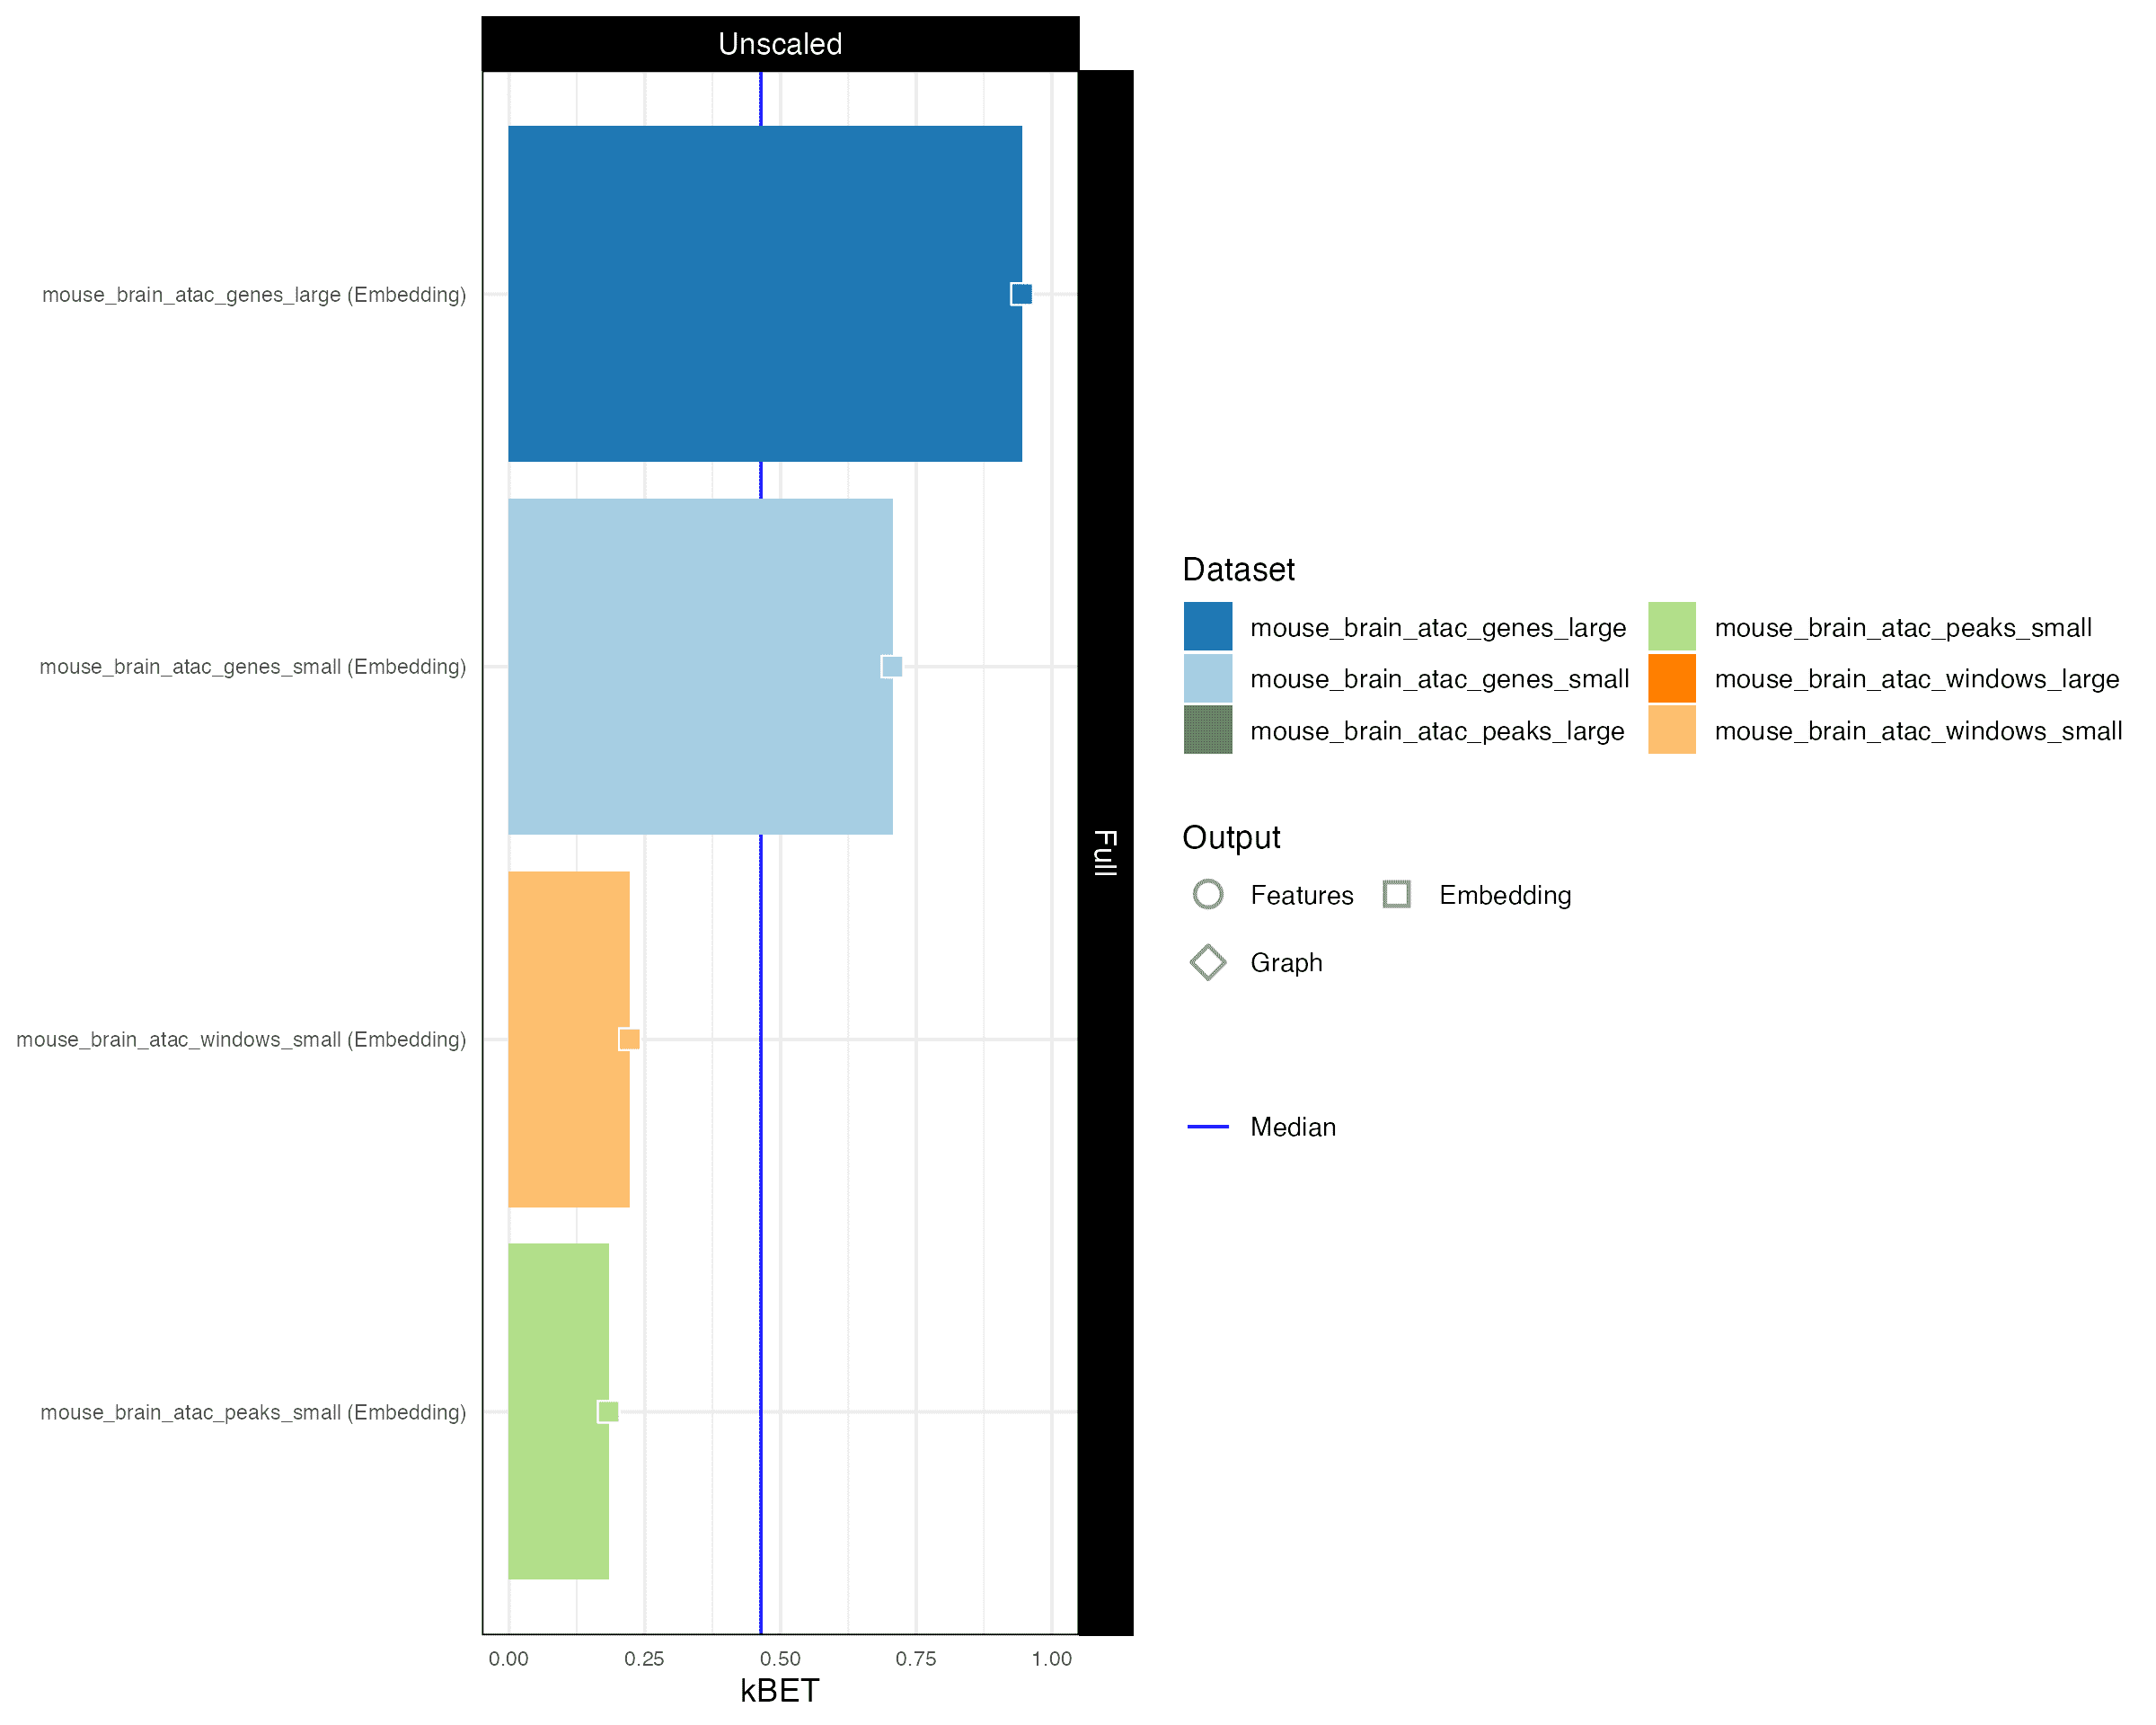 Unscaled
Full
mouse_brain_atac_genes_large (Embedding)
mouse_brain_atac_genes_small (Embedding)
mouse_brain_atac_windows_small (Embedding)
mouse_brain_atac_peaks_small (Embedding)
0.00 0.25 0.50 0.75 1.00
kBET
Dataset
mouse_brain_atac_genes_large mouse_brain_atac_peaks_small
mouse_brain_atac_genes_small mouse_brain_atac_windows_large
mouse_brain_atac_peaks_large mouse_brain_atac_windows_small
Output
Features Embedding
Graph
Median